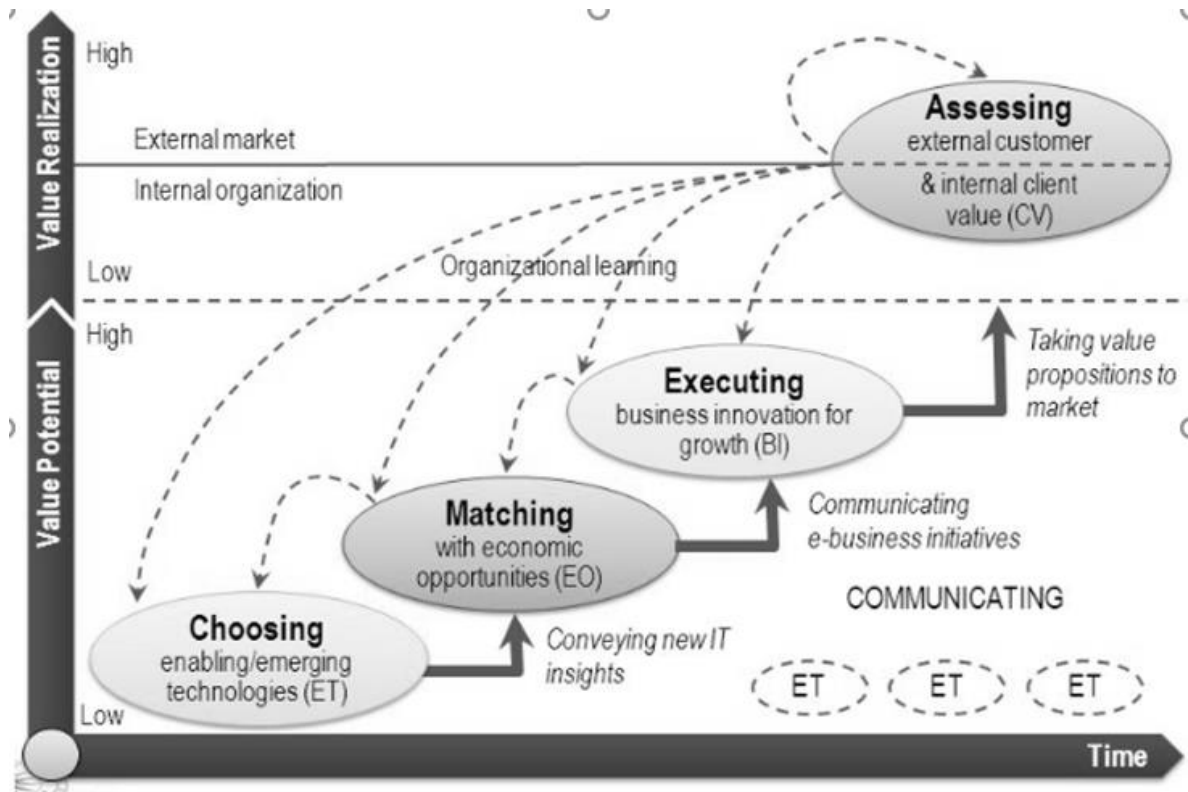 Value Realization
Value Potential
High
External market
Internal organization
Low
High
Low
Organizational learning
Assessing
external customer
& internal client
value (CV)
Executing
business innovation for
growth (BI)
Taking value
propositions to
market
Matching
with economic
opportunities (EO)
Communicating
e-business initiatives
Choosing
enabling/emerging
technologies (ET)
Conveying new IT
insights
COMMUNICATING
ET
ET
ET
Time